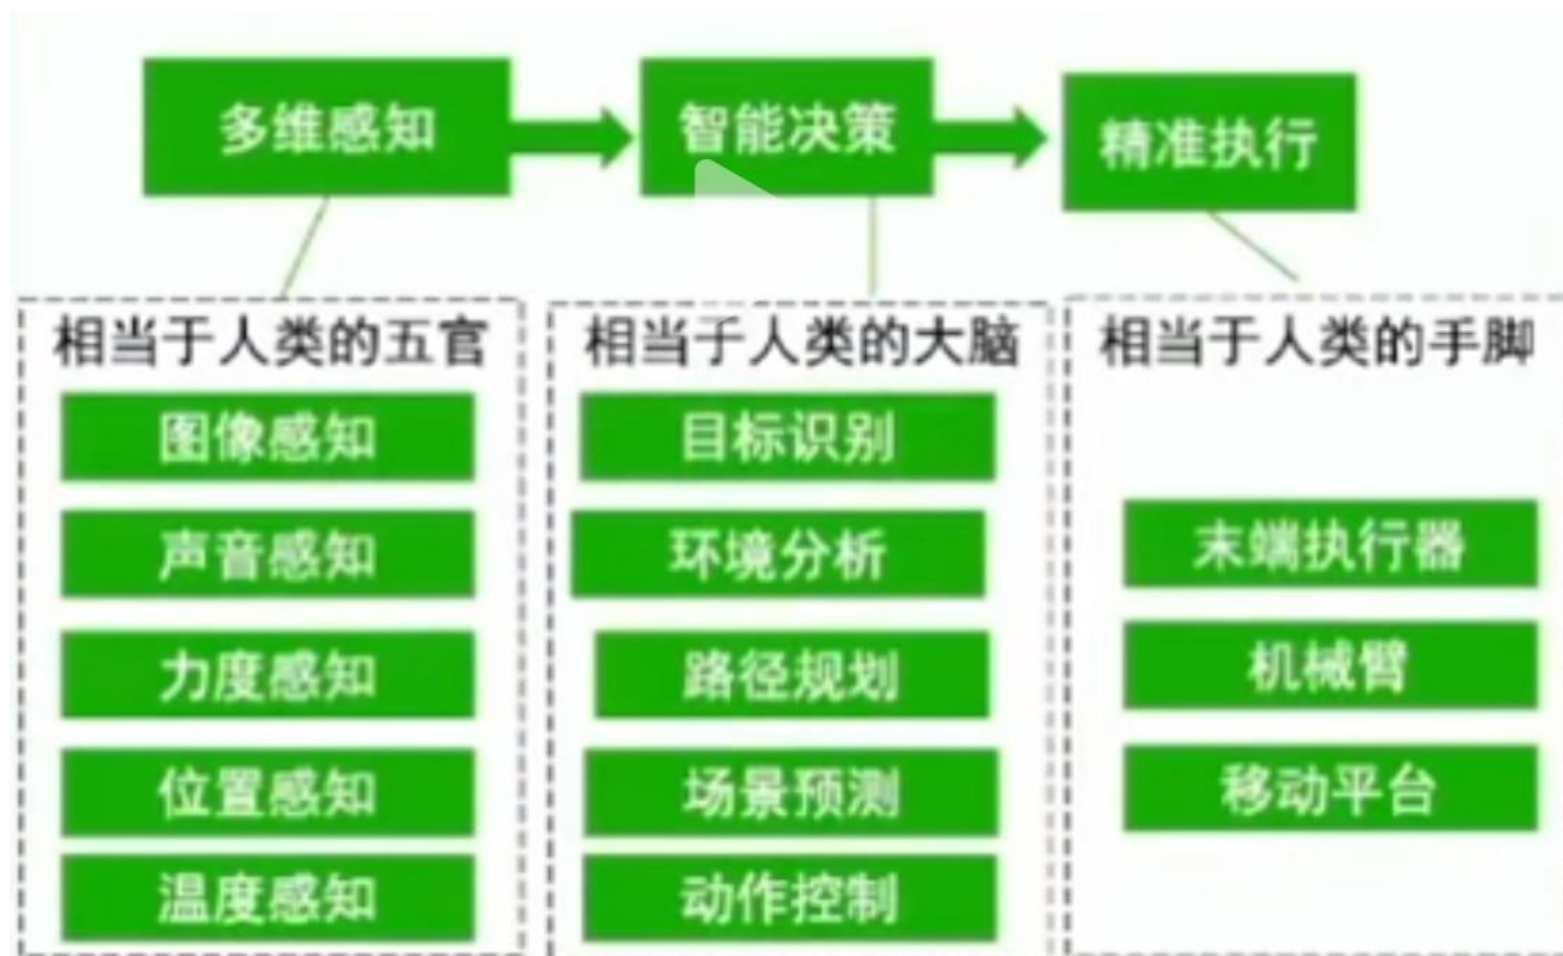 多维感知
智能决策
精准执行
相当于人类的五官
图像感知
声音感知
力度感知
位置感知
温度感知
相当于人类的大脑
目标识别
环境分析
路径规划
场景预测
动作控制
相当于人类的手脚
末端执行器
机械臂
移动平台